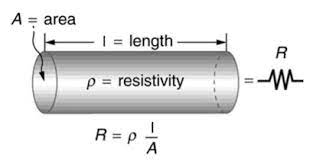 A = area
l = length
R
ρ = resistivity
=
R = ρ l
A